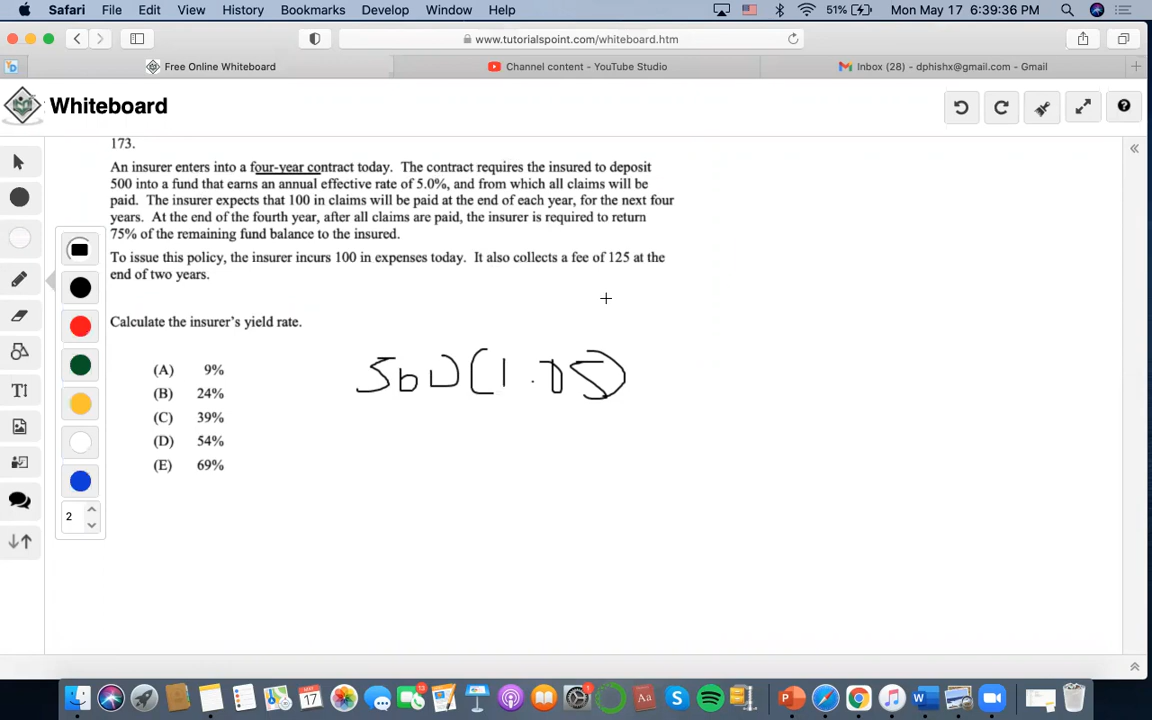 Safari File Edit View History Bookmarks Develop Window Help 51% Mon May 17 6:39:36 PM
www.tutorialspoint.com/whiteboard.htm
Free Online Whiteboard Channel content - YouTube Studio Inbox (28) - dphishx@gmail.com - Gmail
Whiteboard
173.
An insurer enters into a four-year contract today. The contract requires the insured to deposit
500 into a fund that earns an annual effective rate of 5.0%, and from which all claims will be
paid. The insurer expects that 100 in claims will be paid at the end of each year, for the next four
years. At the end of the fourth year, after all claims are paid, the insurer is required to return
75% of the remaining fund balance to the insured.
To issue this policy, the insurer incurs 100 in expenses today. It also collects a fee of 125 at the
end of two years.
Calculate the insurer's yield rate.
(A) 9%
(B) 24%
(C) 39%
(D) 54%
(E) 69%
500(1.05)
2